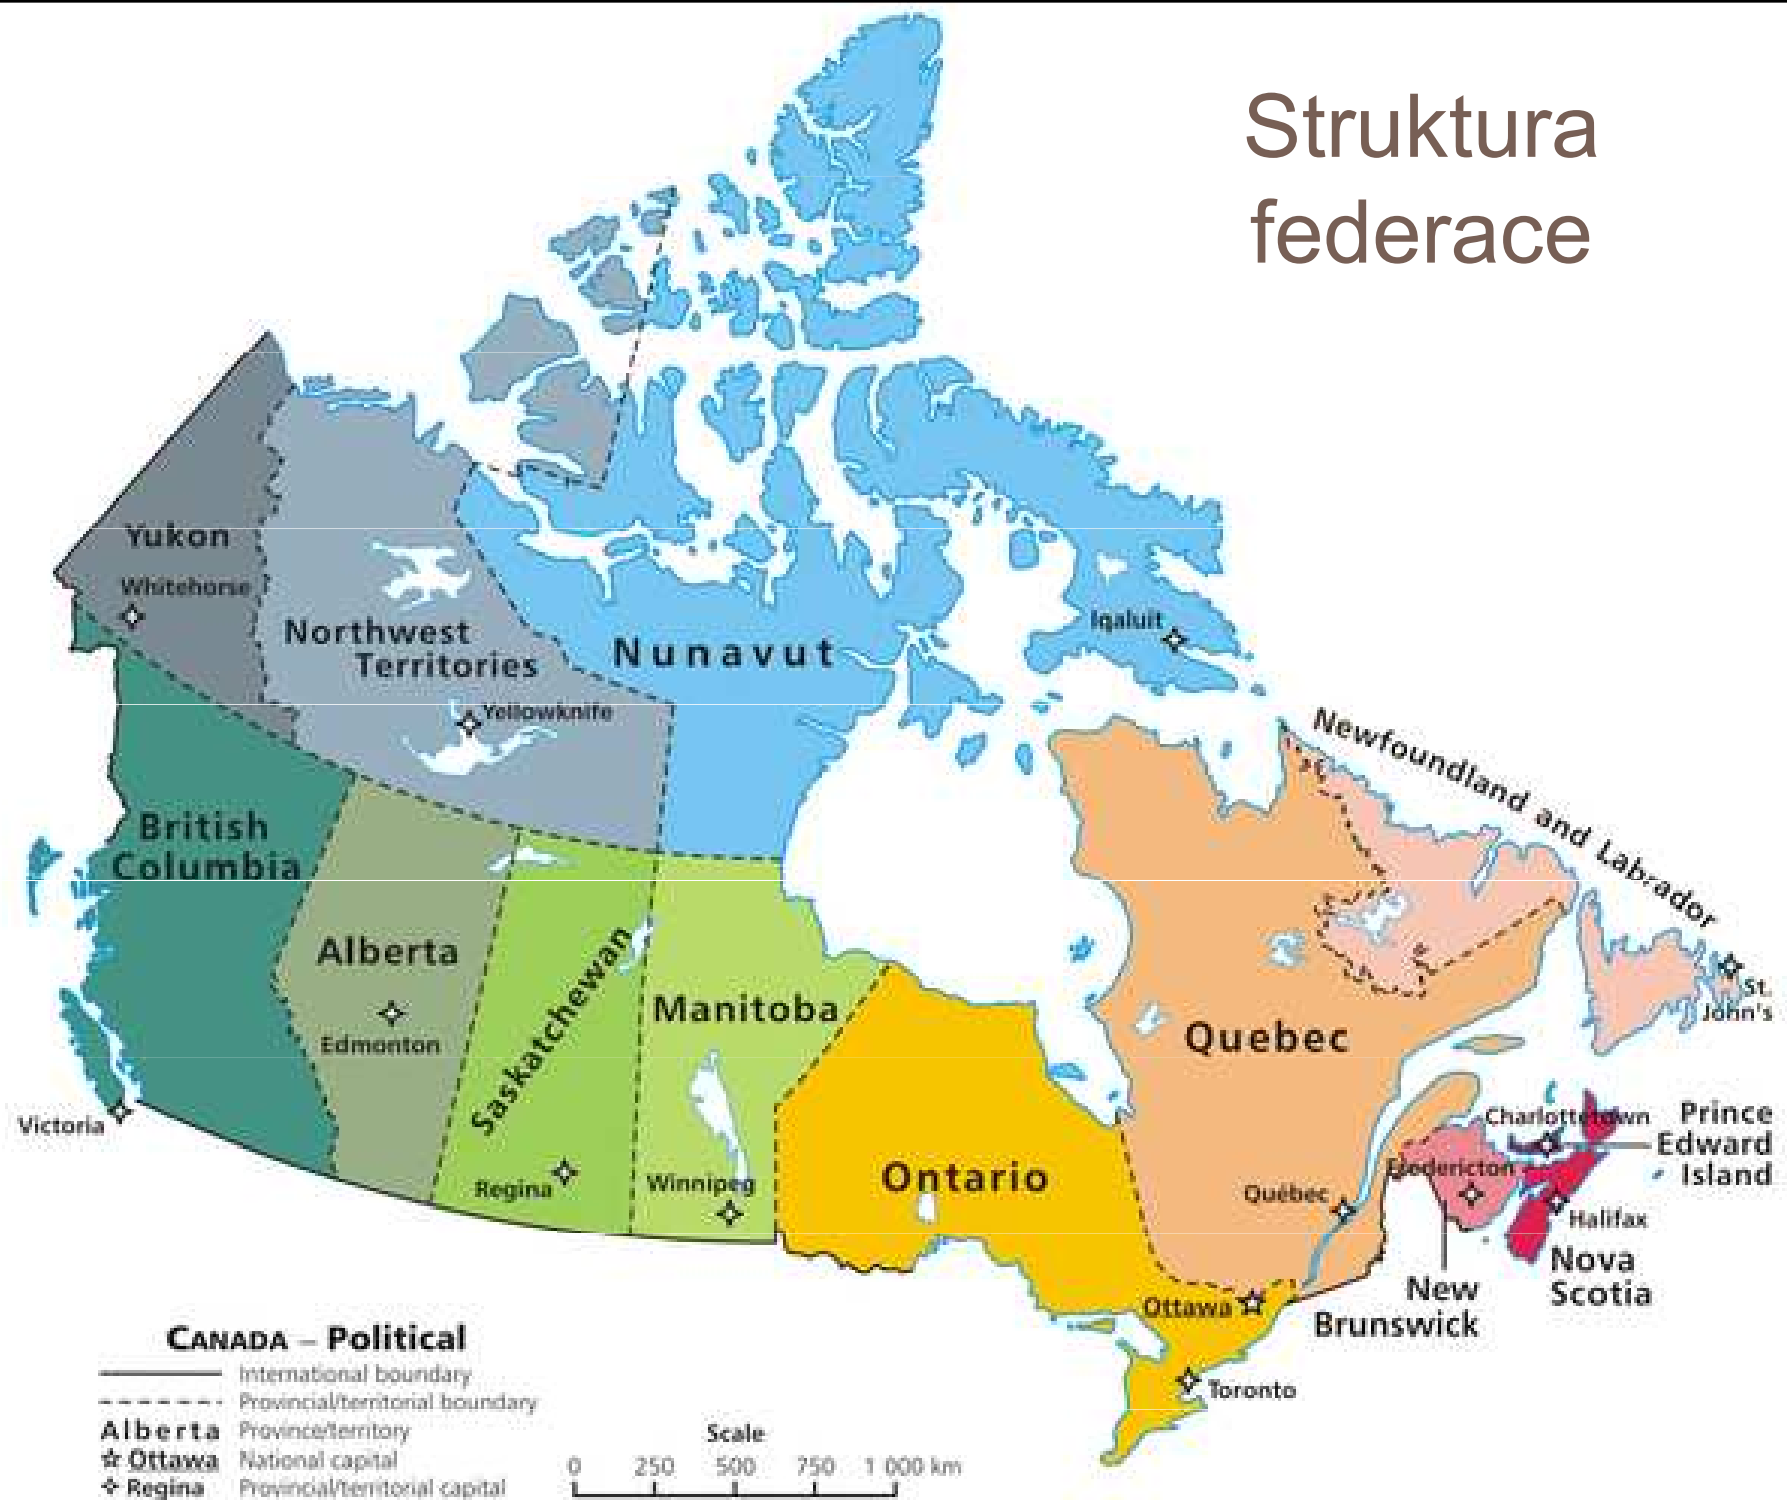 Struktura
federace
Yukon
Whitehorse
Northwest
Territories
Yellowknife
Nunavut
Iqaluit
Newfoundland and Labrador
St.
John's
British
Columbia
Victoria
Alberta
Edmonton
Saskatchewan
Regina
Manitoba
Winnipeg
Ontario
Ottawa
Toronto
Quebec
Québec
Charlottetown
Prince
Edward
Island
Fredericton
Halifax
Nova
Scotia
New
Brunswick
CANADA – Political
International boundary
Provincial/territorial boundary
Alberta Province/territory
Ottawa National capital
Regina Provincial/territorial capital
Scale
0 250 500 750 1 000 km